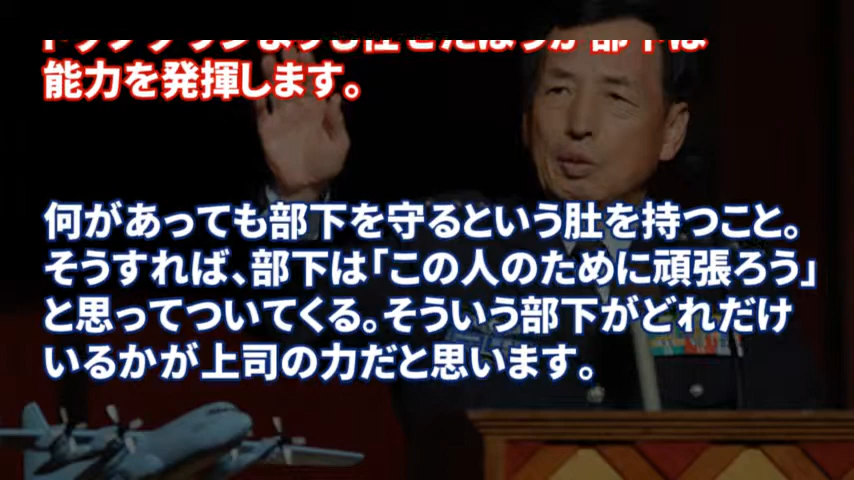 能力を発揮します。
何があっても部下を守るという肚を持つこと。
そうすれば、部下は「この人のために頑張ろう」
と思ってついてくる。そういう部下がどれだけ
いるかが上司の力だと思います。